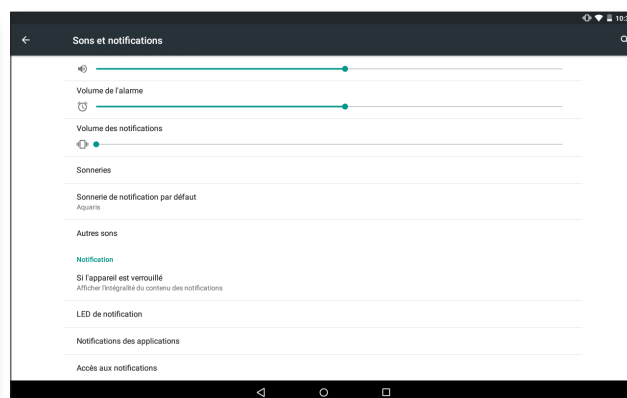 10:3
Sons et notifications
Volume de l'alarme
Volume des notifications
Sonneries
Sonnerie de notification par défaut
Aquaris
Autres sons
Notification
Si l'appareil est verrouillé
Afficher l'intégralité du contenu des notifications
LED de notification
Notifications des applications
Accès aux notifications